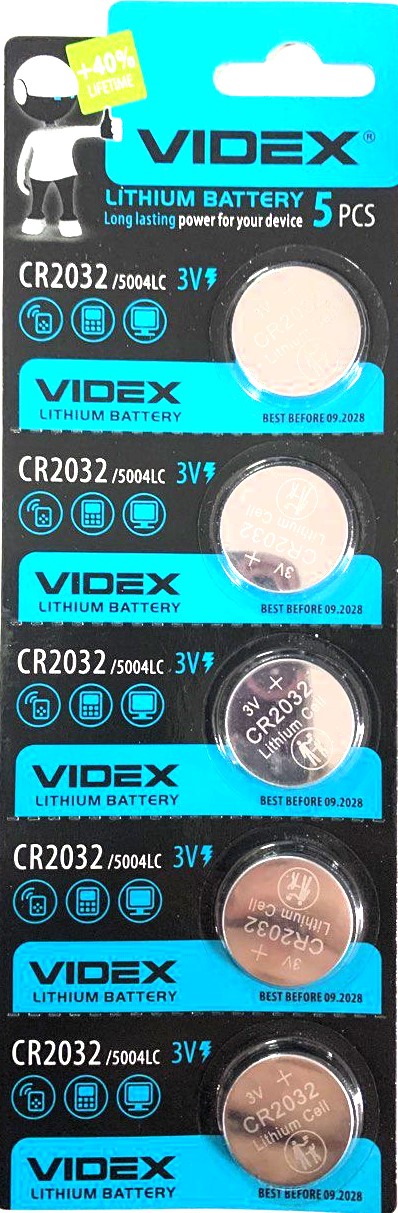 +40%
LIFETIME
VIDEX®
LITHIUM BATTERY
Long lasting power for your device
5 PCS
CR2032 /5004LC 3V
3V
CR2032
Lithium Cell
VIDEX
LITHIUM BATTERY
BEST BEFORE 09.2028
CR2032 /5004LC 3V
Lithium Cell
CR2032
3V +
VIDEX
LITHIUM BATTERY
BEST BEFORE 09.2028
CR2032 /5004LC 3V
3V +
CR2032
Lithium Cell
VIDEX
LITHIUM BATTERY
BEST BEFORE 09.2028
CR2032 /5004LC 3V
Lithium Cell
CR2032
3V +
VIDEX
LITHIUM BATTERY
BEST BEFORE 09.2028
CR2032 /5004LC 3V
3V +
CR2032
Lithium Cell
VIDEX
LITHIUM BATTERY
BEST BEFORE 09.2028